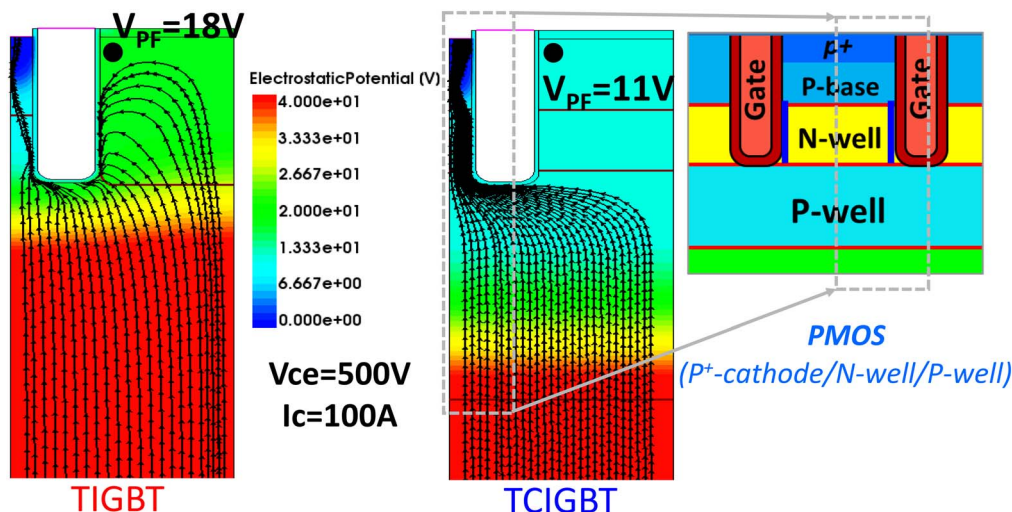 V_PF=18V
ElectrostaticPotential (V)
4.000e+01
3.333e+01
2.667e+01
2.000e+01
1.333e+01
6.667e+00
0.000e+00
Vce=500V
Ic=100A
TIGBT
V_PF=11V
TCIGBT
p+
P-base
Gate
Gate
N-well
P-well
PMOS
(P⁺-cathode/N-well/P-well)